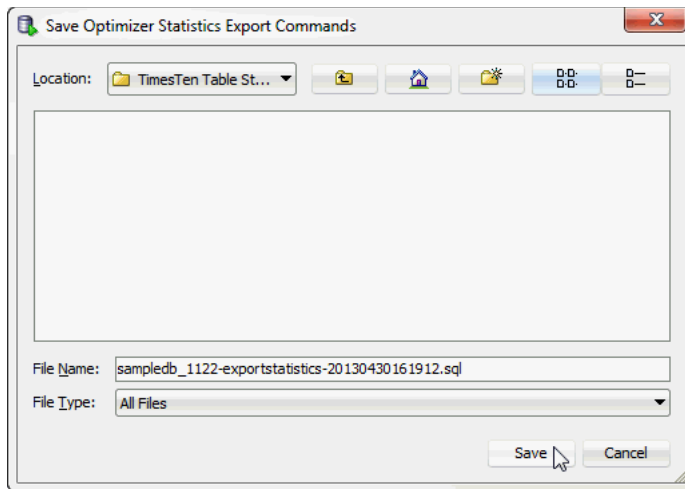 Save Optimizer Statistics Export Commands
Location: TimesTen Table St...
File Name: sampledb_1122-exportstatistics-20130430161912.sql
File Type: All Files
Save Cancel